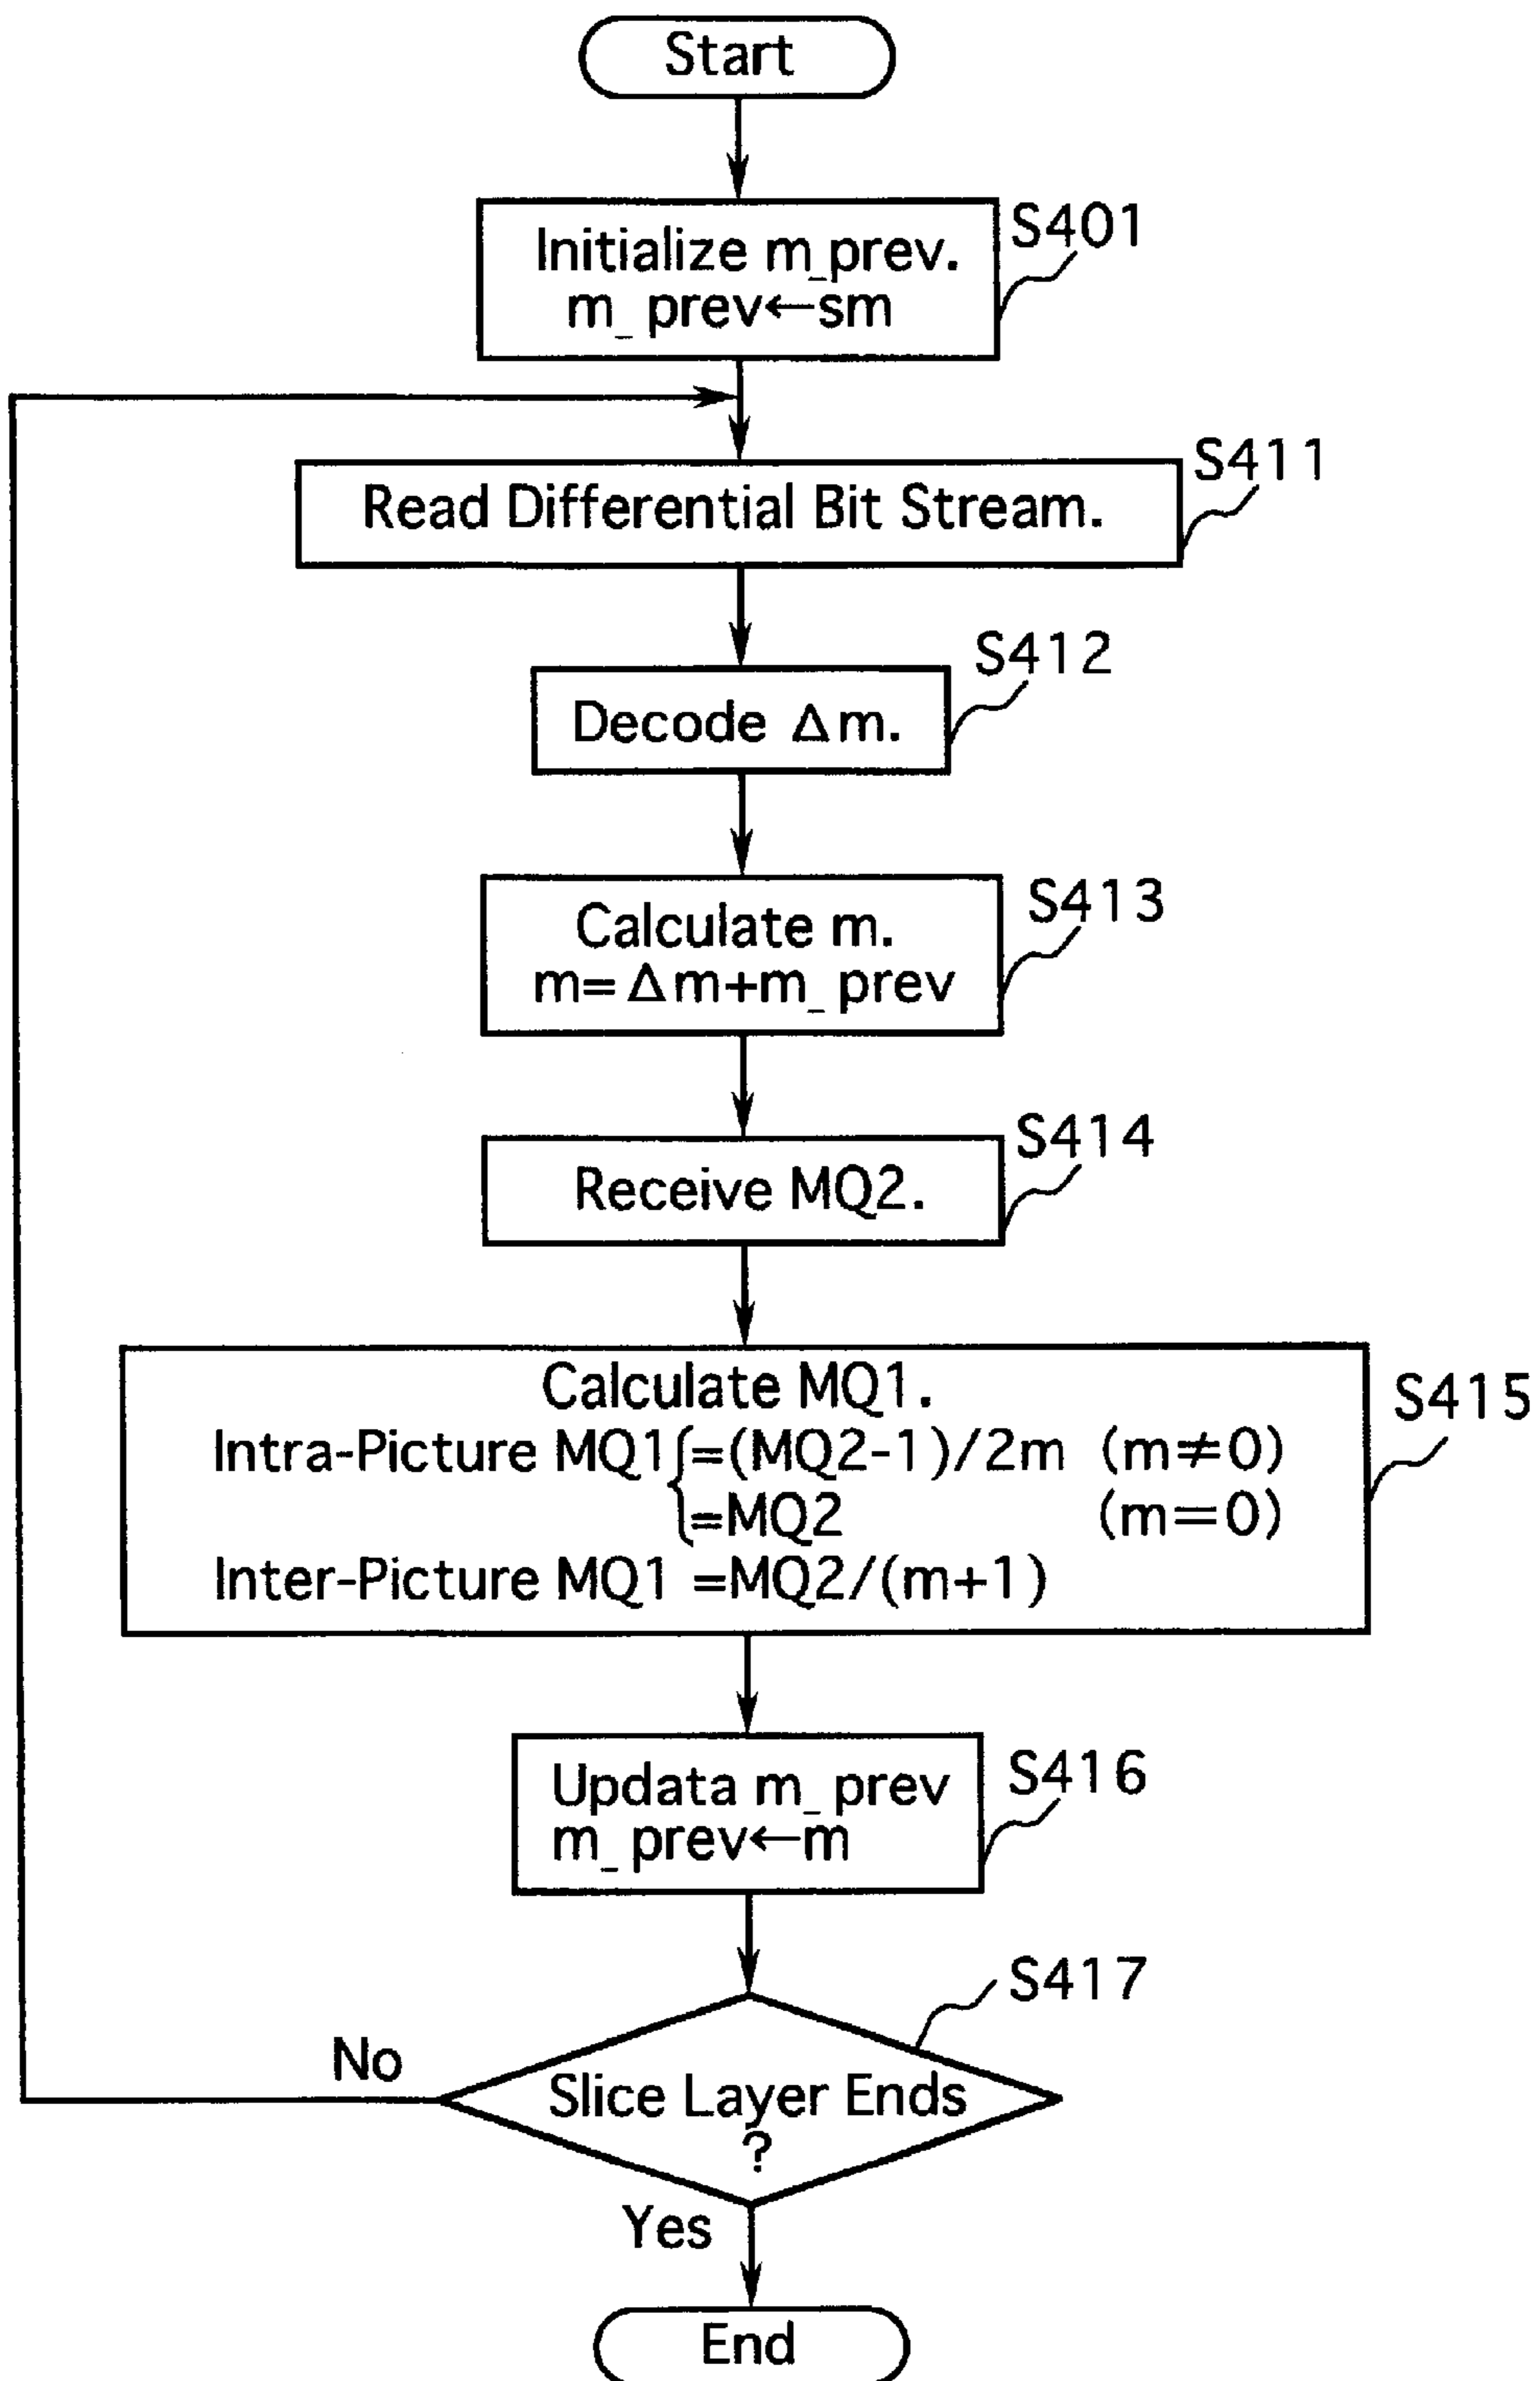 Start
Initialize m_prev.
m_prev←sm
S401
Read Differential Bit Stream.
S411
Decode Δm.
S412
Calculate m.
m=Δm+m_prev
S413
Receive MQ2.
S414
Calculate MQ1.
Intra-Picture MQ1 {=(MQ2-1)/2m (m≠0)
=MQ2 (m=0)
Inter-Picture MQ1 =MQ2/(m+1)
S415
Updata m_prev
m_prev←m
S416
Slice Layer Ends
?
S417
No
Yes
End